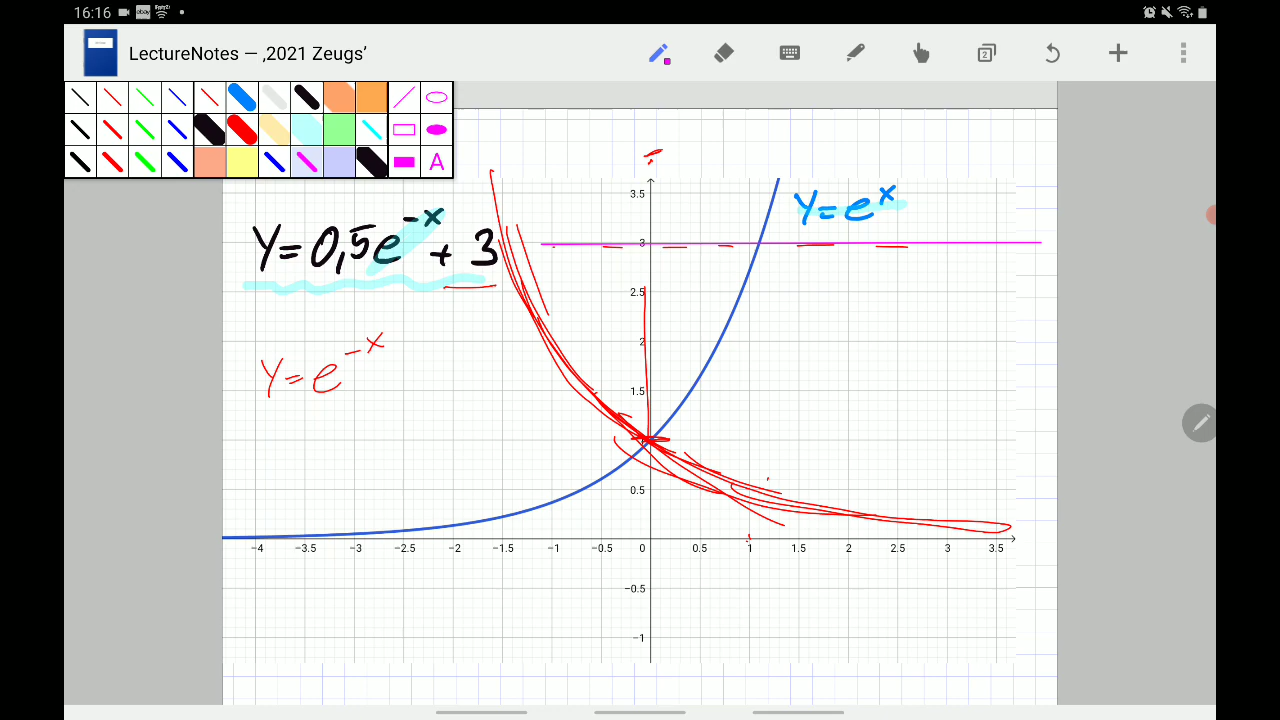 16:16
LectureNotes — ‚2021 Zeugs’
2
A
y=0,5e^-x + 3
y=e^x
y=e^-x
3.5
3
2.5
2
1.5
0.5
−4 −3.5 −3 −2.5 −2 −1.5 −1 −0.5 0 0.5 1 1.5 2 2.5 3 3.5
−0.5
−1